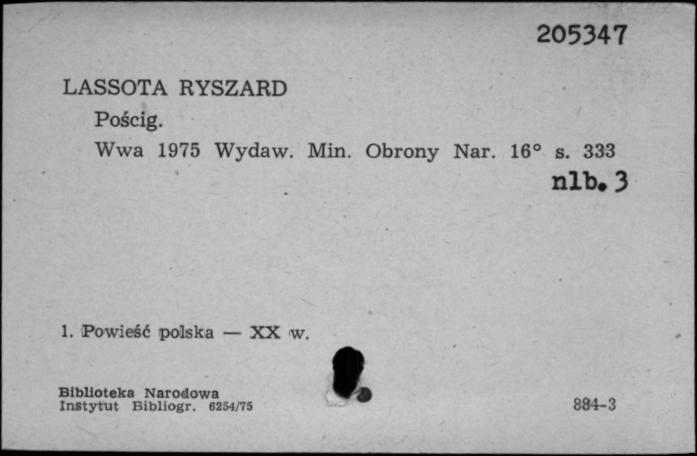 205347
LASSOTA RYSZARD
Pościg.
Wwa 1975 Wydaw. Min. Obrony Nar. 16° s. 333
nlb. 3
1. Powieść polska — XX w.
Biblioteka Narodowa
Instytut Bibliogr. 6254/75
884-3